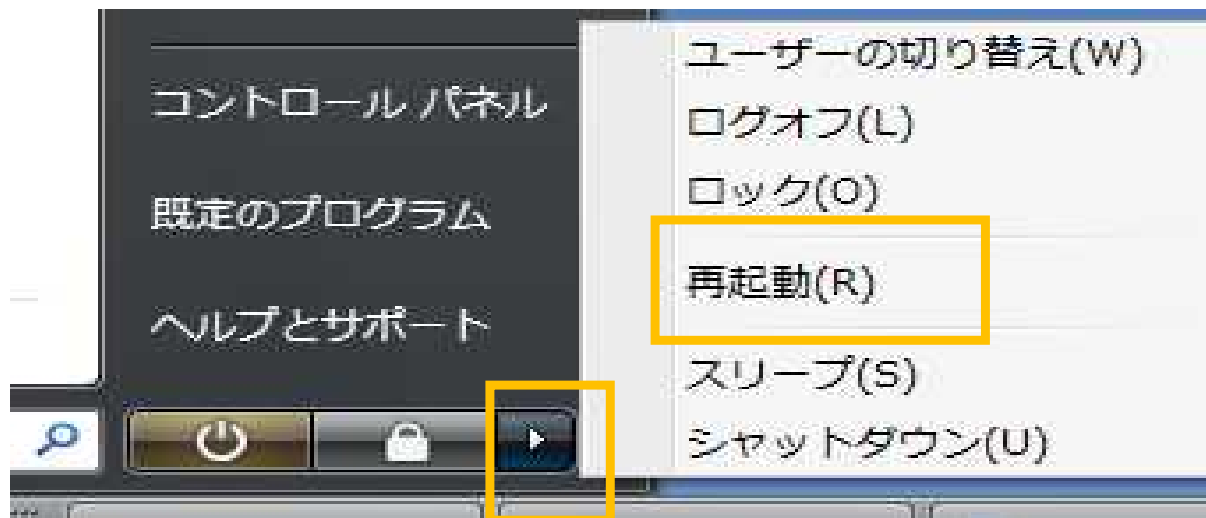 コントロール パネル
既定のプログラム
ヘルプとサポート
ユーザーの切り替え(W)
ログオフ(L)
ロック(O)
再起動(R)
スリープ(S)
シャットダウン(U)